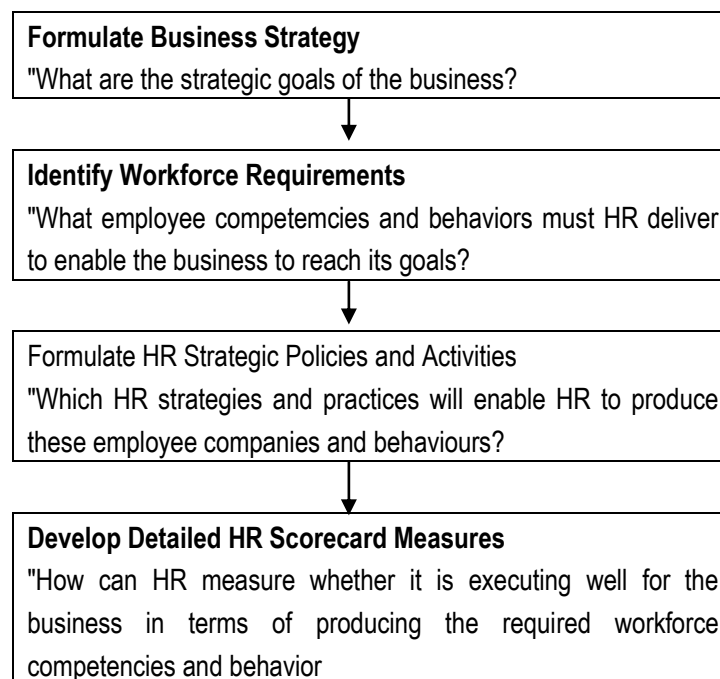 Formulate Business Strategy
"What are the strategic goals of the business?
Identify Workforce Requirements
"What employee competemcies and behaviors must HR deliver
to enable the business to reach its goals?
Formulate HR Strategic Policies and Activities
"Which HR strategies and practices will enable HR to produce
these employee companies and behaviours?
Develop Detailed HR Scorecard Measures
"How can HR measure whether it is executing well for the
business in terms of producing the required workforce
competencies and behavior